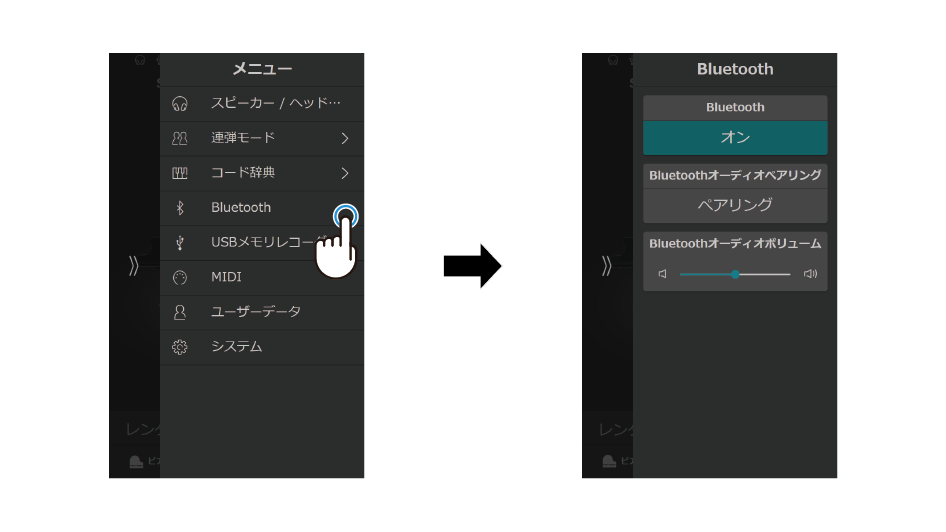 メニュー
スピーカー / ヘッド…
連弾モード
コード辞典
Bluetooth
USBメモリレコー
MIDI
ユーザーデータ
システム
レン
Bluetooth
Bluetooth
オン
Bluetoothオーディオペアリング
ペアリング
Bluetoothオーディオボリューム
レン